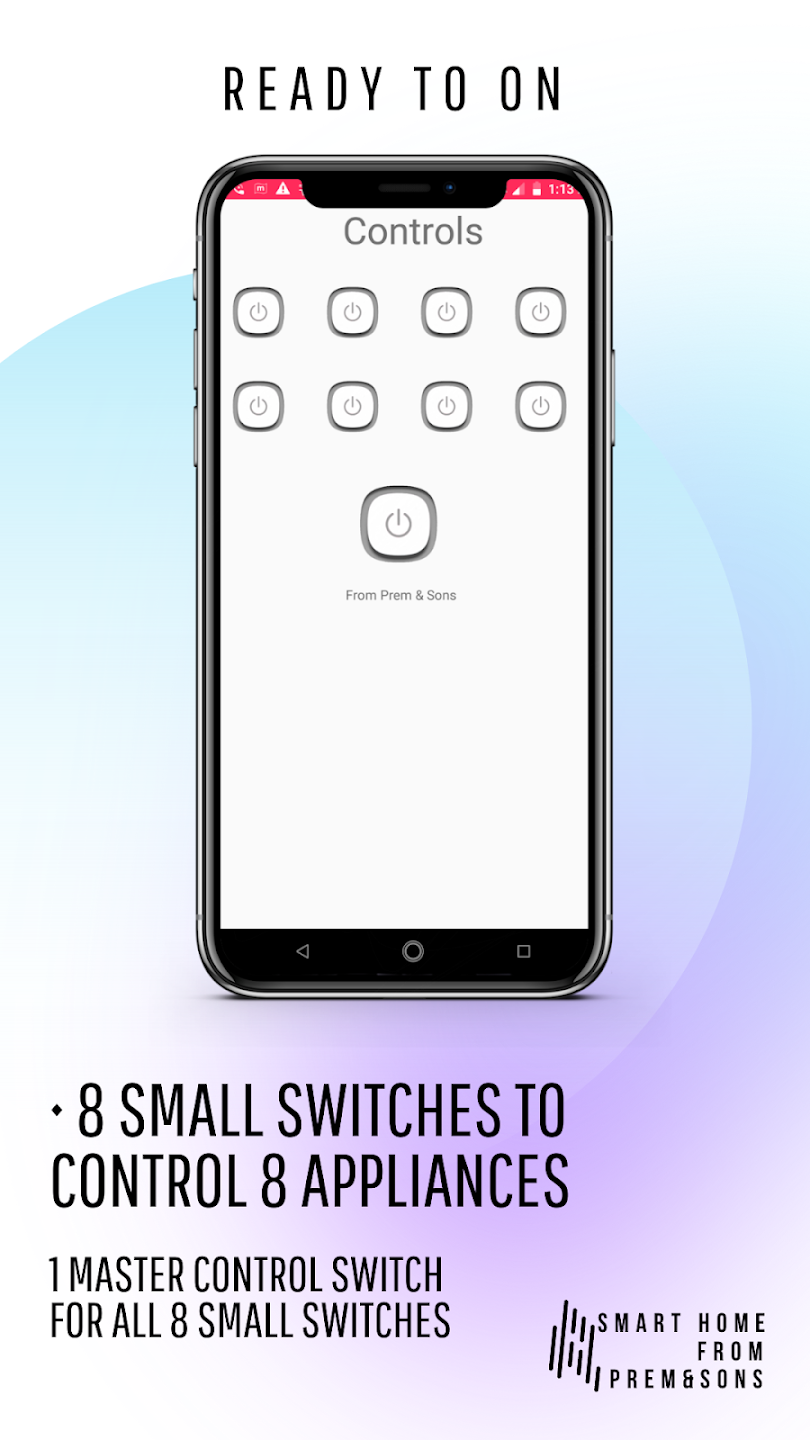 READY TO ON
m 1:13
Controls
From Prem & Sons
· 8 SMALL SWITCHES TO
CONTROL 8 APPLIANCES
1 MASTER CONTROL SWITCH
FOR ALL 8 SMALL SWITCHES
SMART HOME
FROM
PREM&SONS